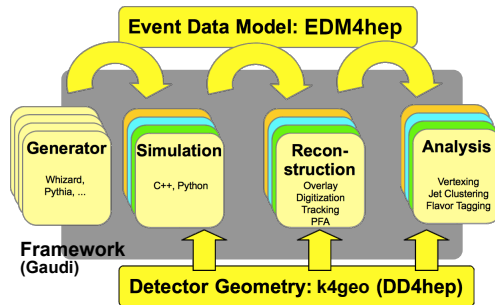 Event Data Model: EDM4hep
Generator
Whizard,
Pythia, ...
Simulation
C++, Python
Recon-
struction
Overlay
Digitization
Tracking
PFA
Analysis
Vertexing
Jet Clustering
Flavor Tagging
Framework
(Gaudi)
Detector Geometry: k4geo (DD4hep)